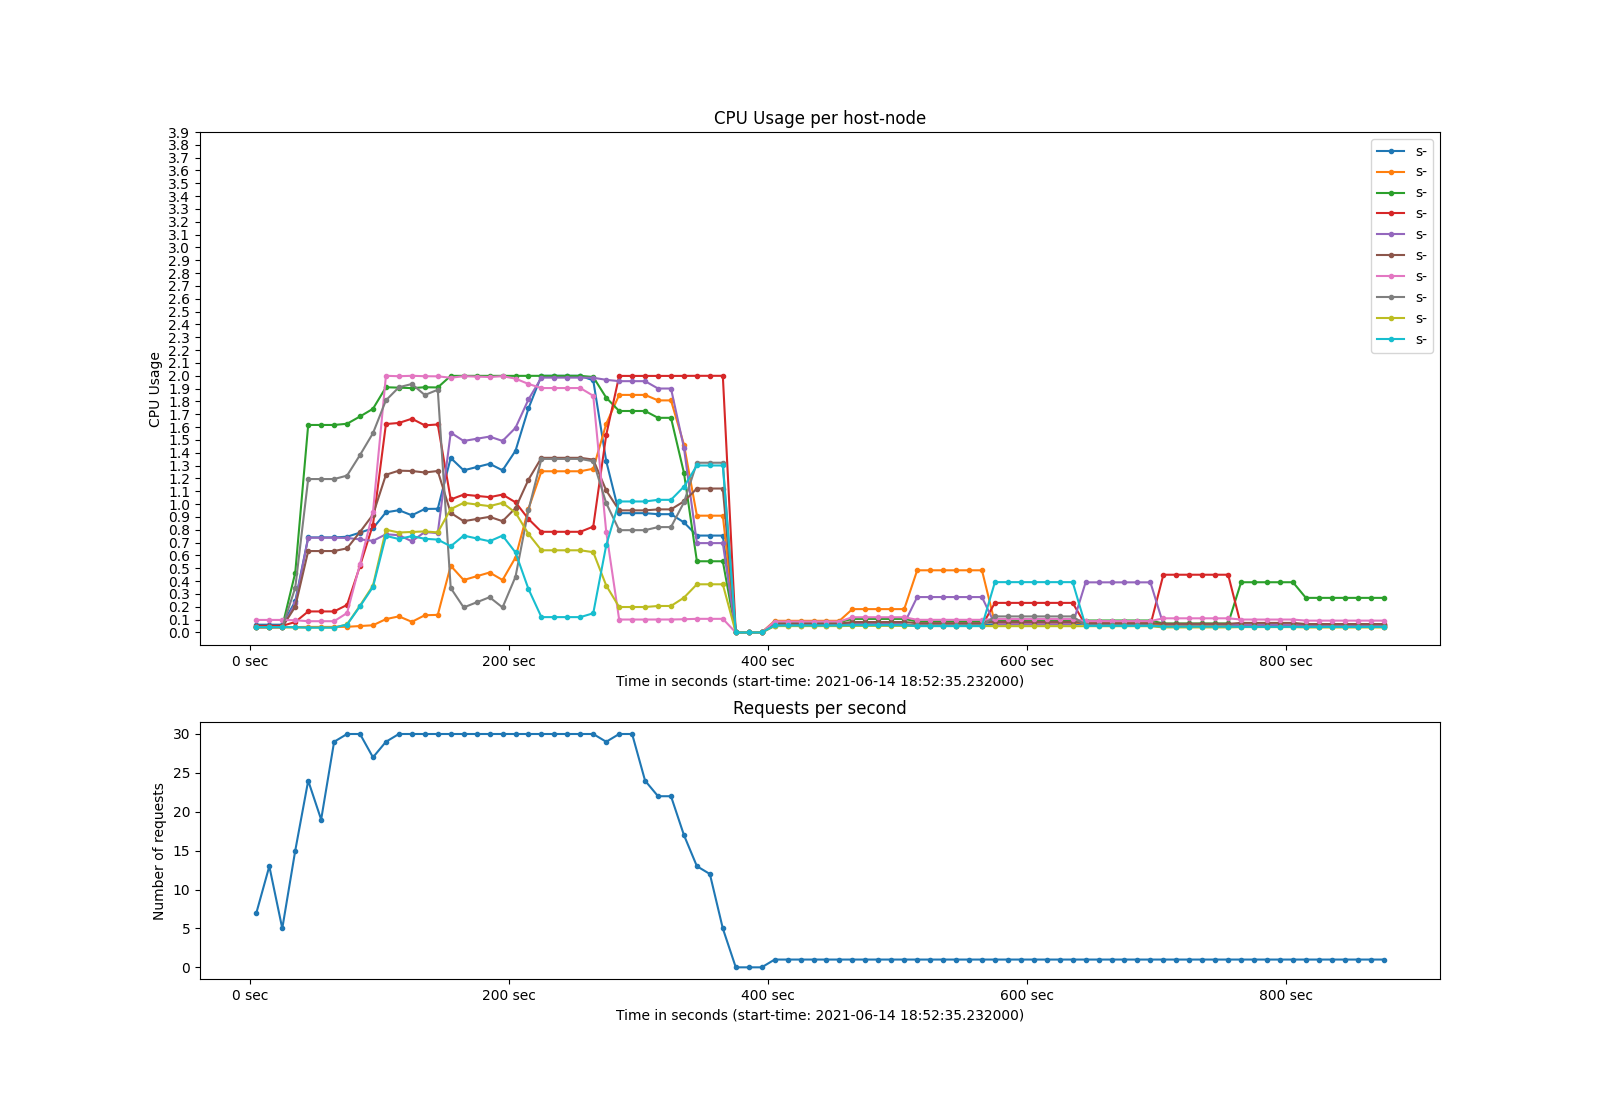 CPU Usage per host-node
CPU Usage
3.9
3.8
3.7
3.6
3.5
3.4
3.3
3.2
3.1
3.0
2.9
2.8
2.7
2.6
2.5
2.4
2.3
2.2
2.1
2.0
1.9
1.8
1.7
1.6
1.5
1.4
1.3
1.2
1.1
1.0
0.9
0.8
0.7
0.6
0.5
0.4
0.3
0.2
0.1
0.0
s-
s-
s-
s-
s-
s-
s-
s-
s-
s-
0 sec 200 sec 400 sec 600 sec 800 sec
Time in seconds (start-time: 2021-06-14 18:52:35.232000)
Requests per second
Number of requests
30
25
20
15
10
5
0
0 sec 200 sec 400 sec 600 sec 800 sec
Time in seconds (start-time: 2021-06-14 18:52:35.232000)